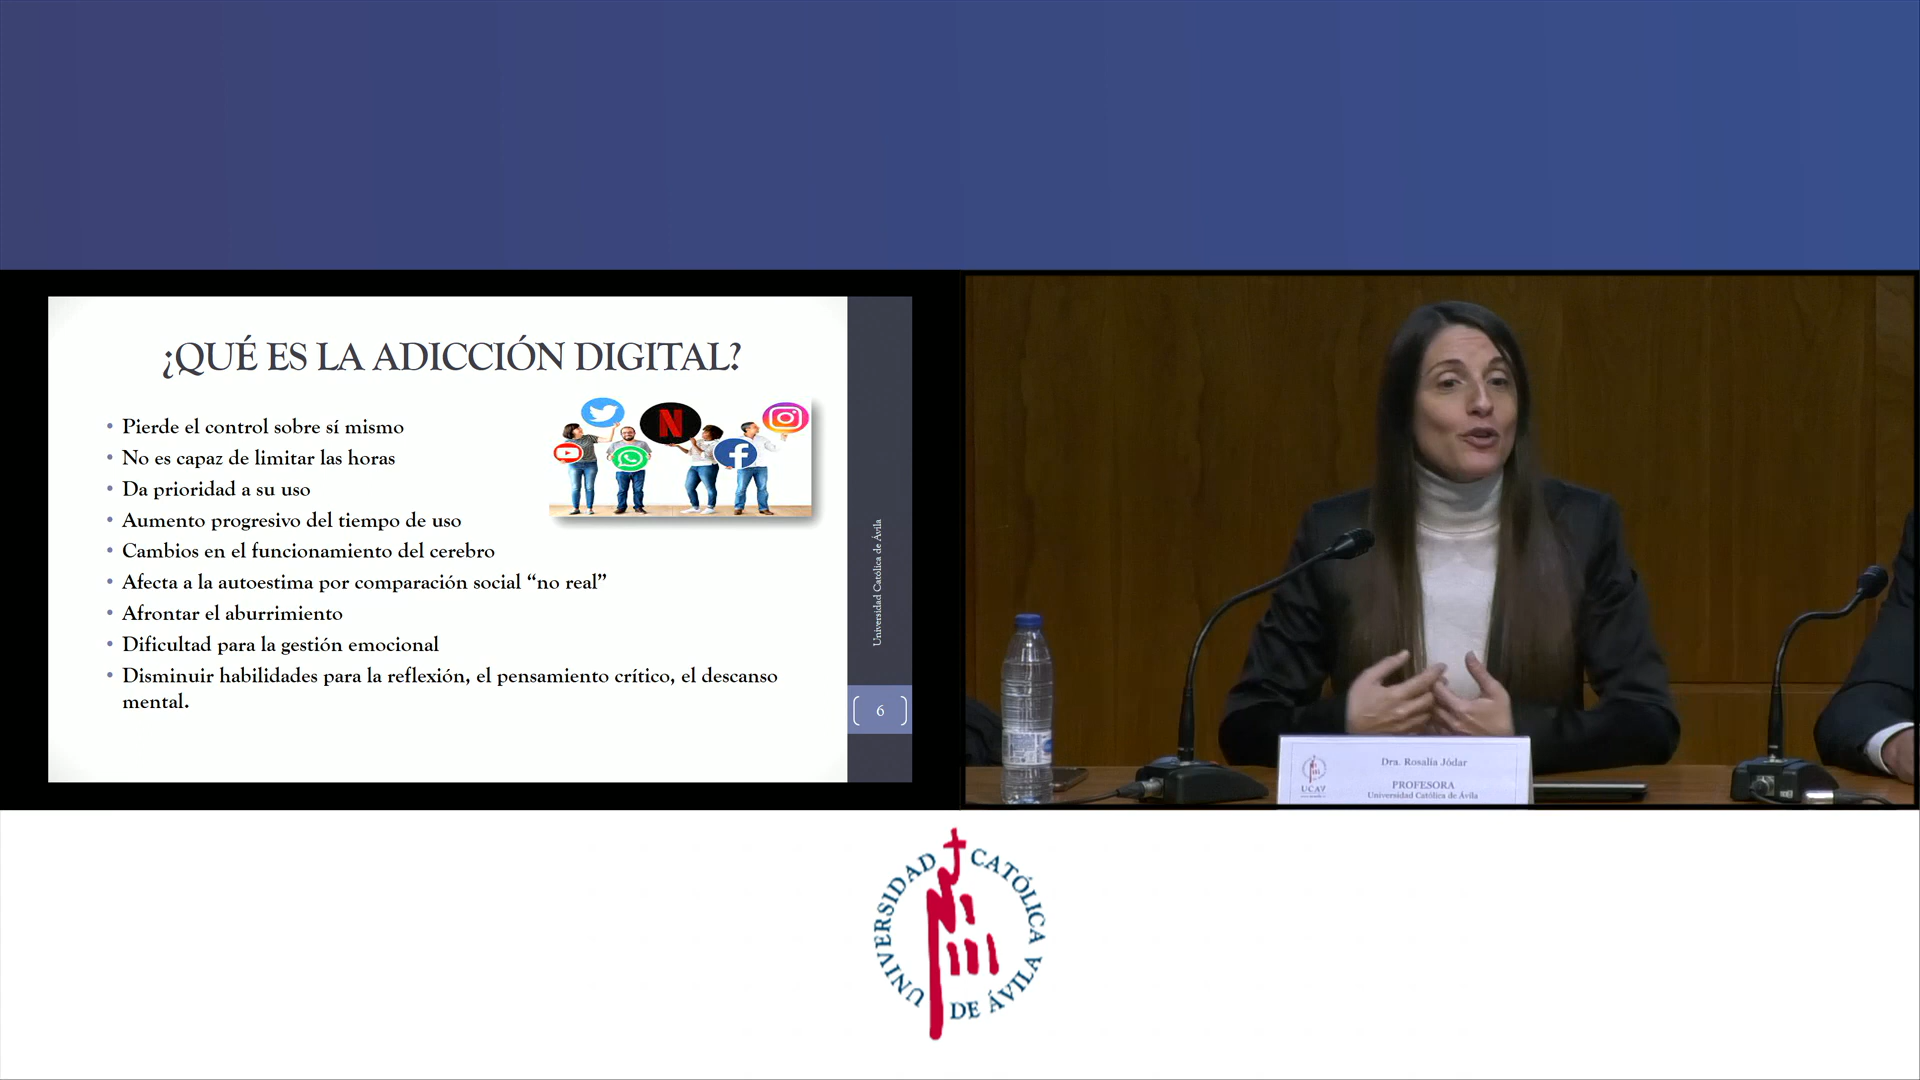 ¿QUÉ ES LA ADICCIÓN DIGITAL?
• Pierde el control sobre sí mismo
• No es capaz de limitar las horas
• Da prioridad a su uso
• Aumento progresivo del tiempo de uso
• Cambios en el funcionamiento del cerebro
• Afecta a la autoestima por comparación social “no real”
• Afrontar el aburrimiento
• Dificultad para la gestión emocional
• Disminuir habilidades para la reflexión, el pensamiento crítico, el descanso
mental.
N
Universidad Católica de Ávila
6
Dra. Rosalía Jódar
PROFESORA
Universidad Católica de Ávila
UCAV
UNIVERSIDAD CATÓLICA DE ÁVILA